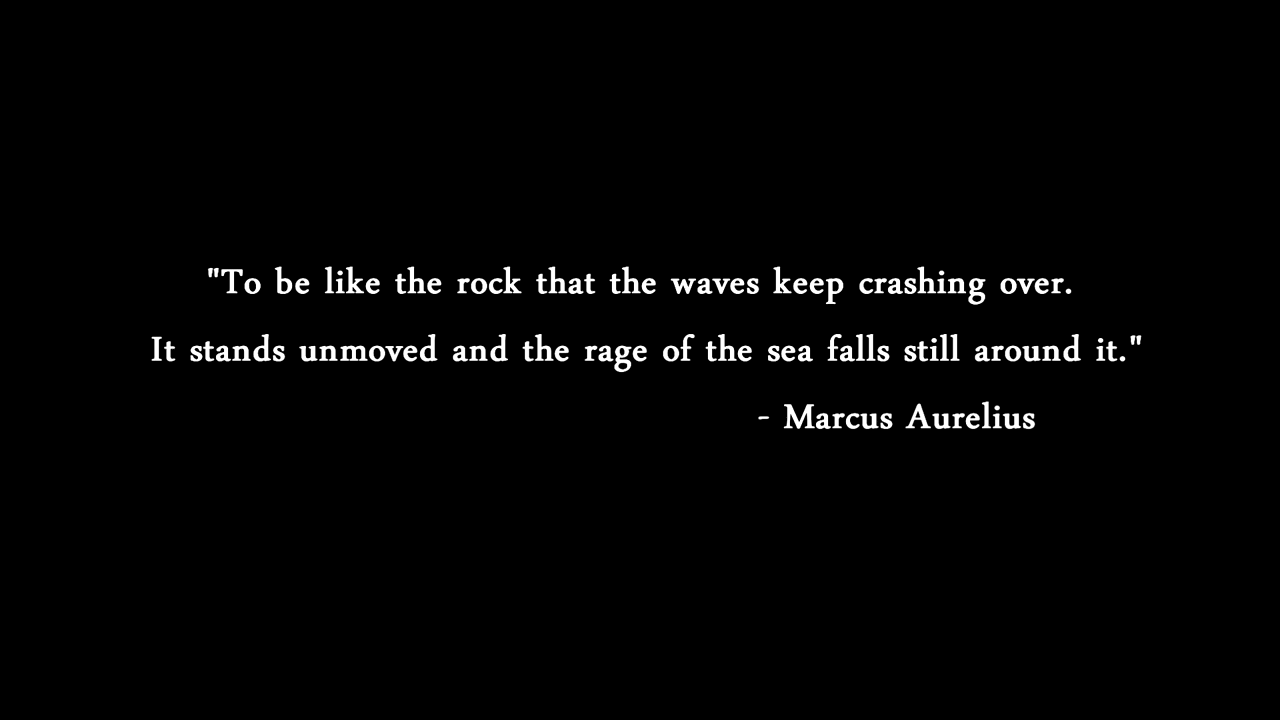 "To be like the rock that the waves keep crashing over.
It stands unmoved and the rage of the sea falls still around it."
- Marcus Aurelius